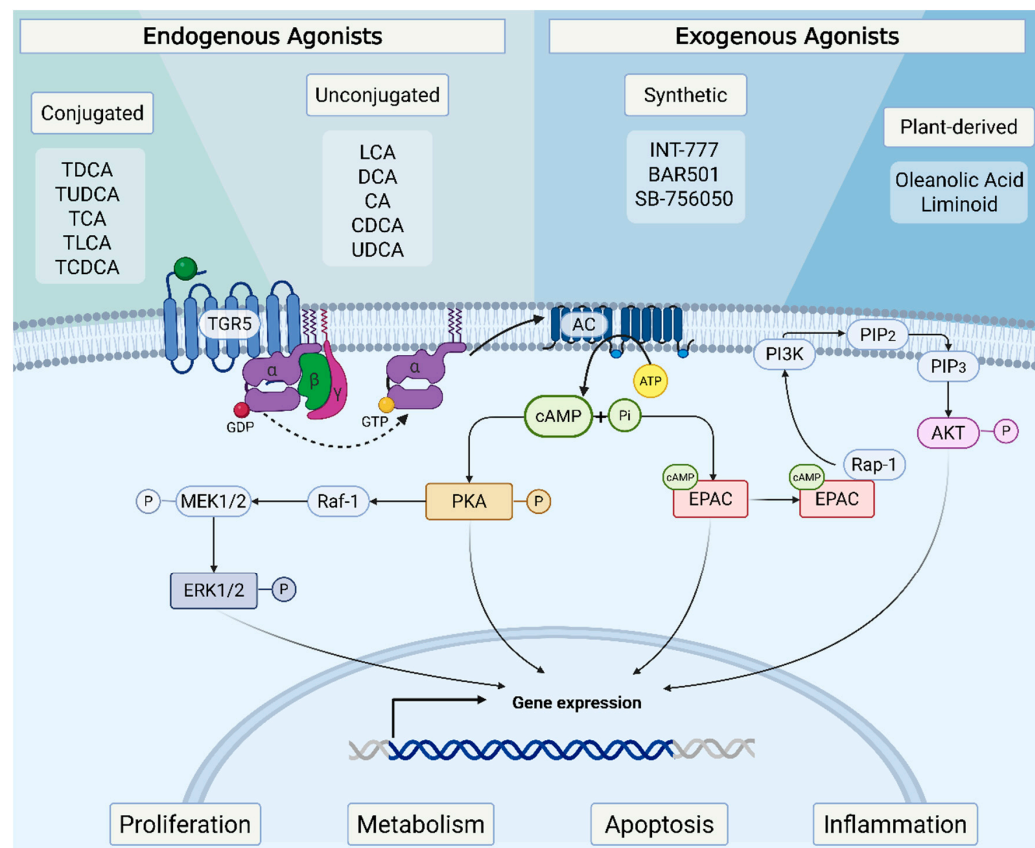 Endogenous Agonists
Exogenous Agonists
Conjugated
TDCA
TUDCA
TCA
TLCA
TCDCA
Unconjugated
LCA
DCA
CA
CDCA
UDCA
Synthetic
INT-777
BAR501
SB-756050
Plant-derived
Oleanolic Acid
Liminoid
TGR5
α
β
γ
GDP
α
GTP
AC
ATP
cAMP
+
Pi
PI3K
PIP2
PIP3
AKT
P
Rap-1
cAMP
EPAC
cAMP
EPAC
PKA
P
Raf-1
MEK1/2
P
ERK1/2
P
Gene expression
Proliferation
Metabolism
Apoptosis
Inflammation